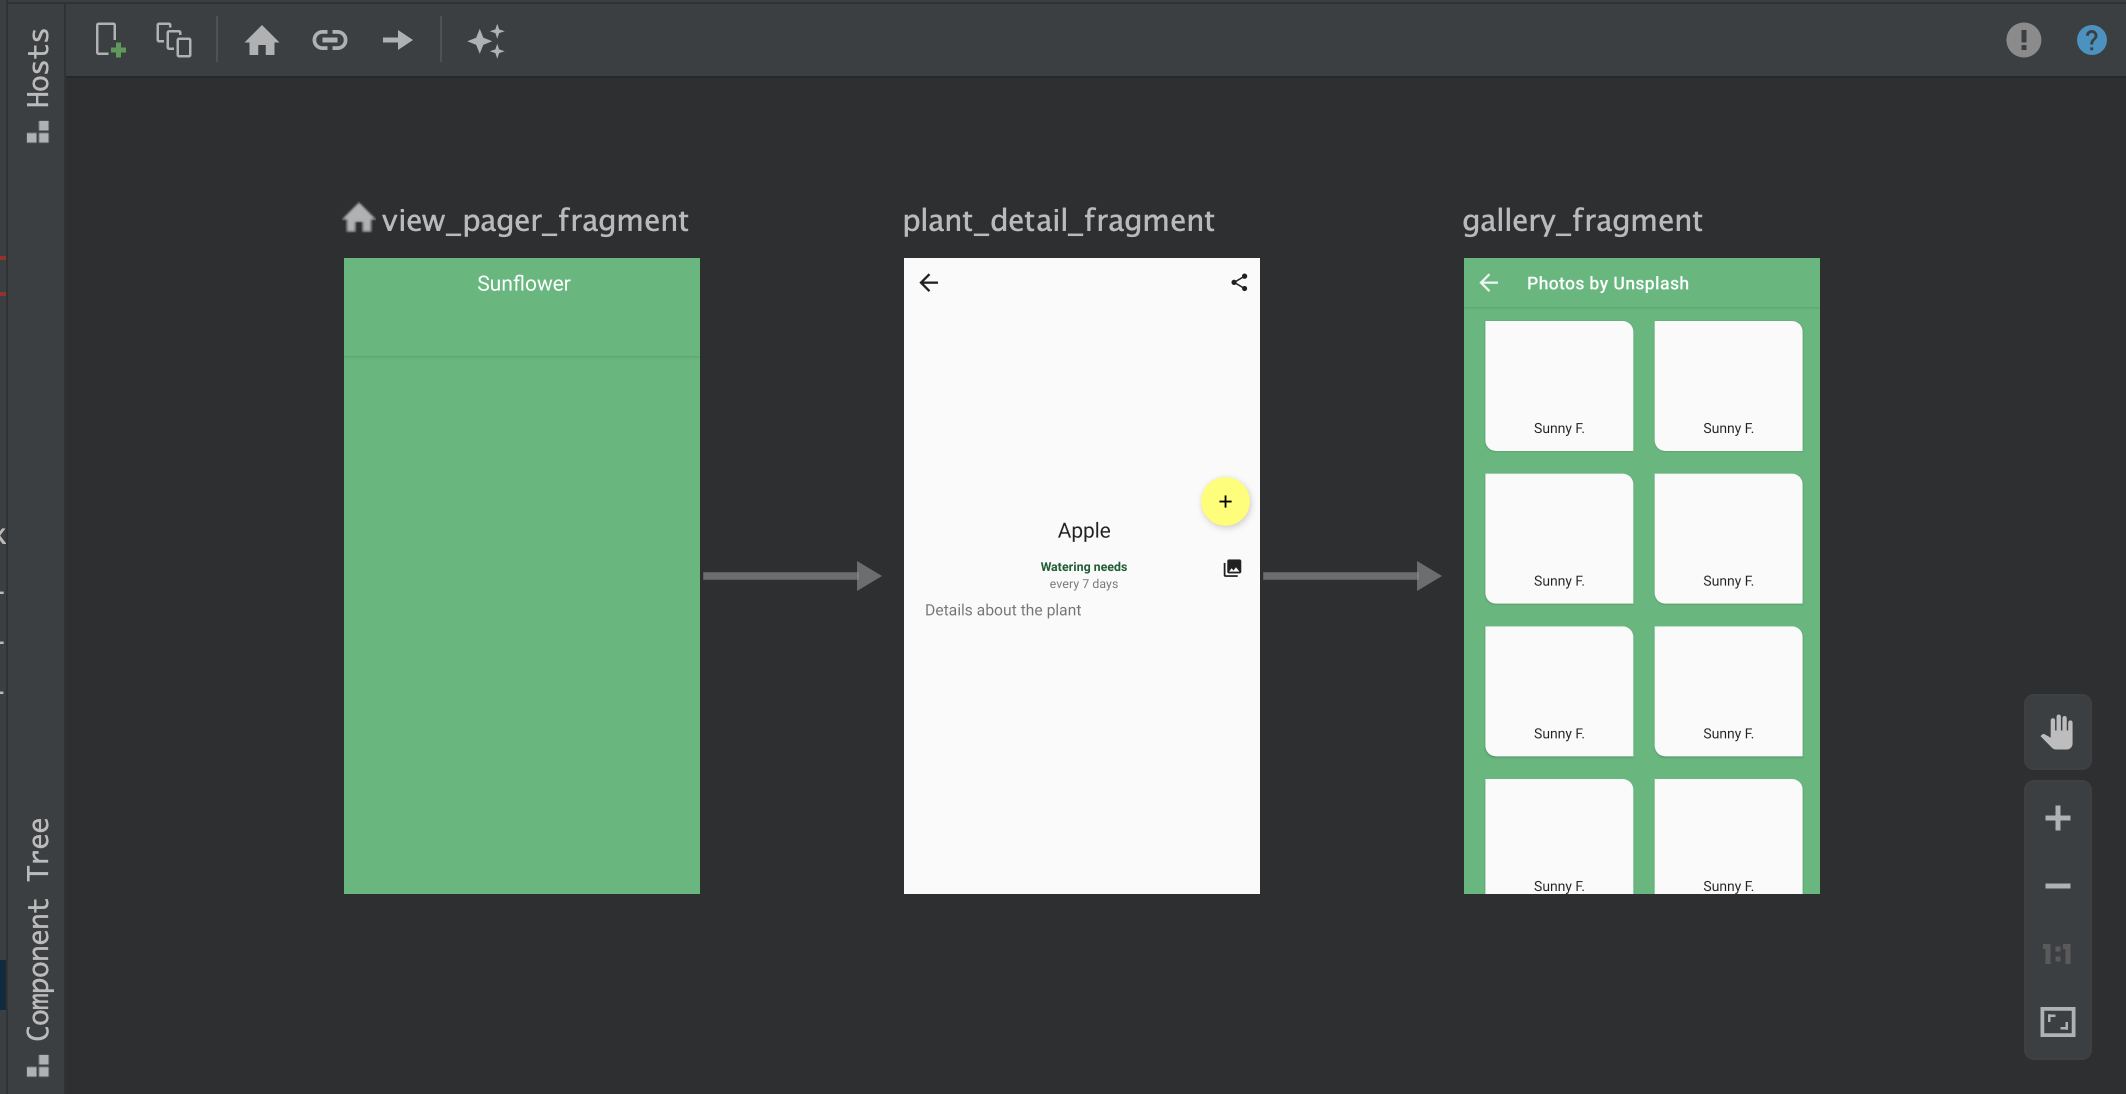 Hosts
Component Tree
view_pager_fragment
Sunflower
plant_detail_fragment
Apple
Watering needs
every 7 days
Details about the plant
gallery_fragment
Photos by Unsplash
Sunny F.
Sunny F.
Sunny F.
Sunny F.
Sunny F.
Sunny F.
Sunny F.
Sunny F.
1:1